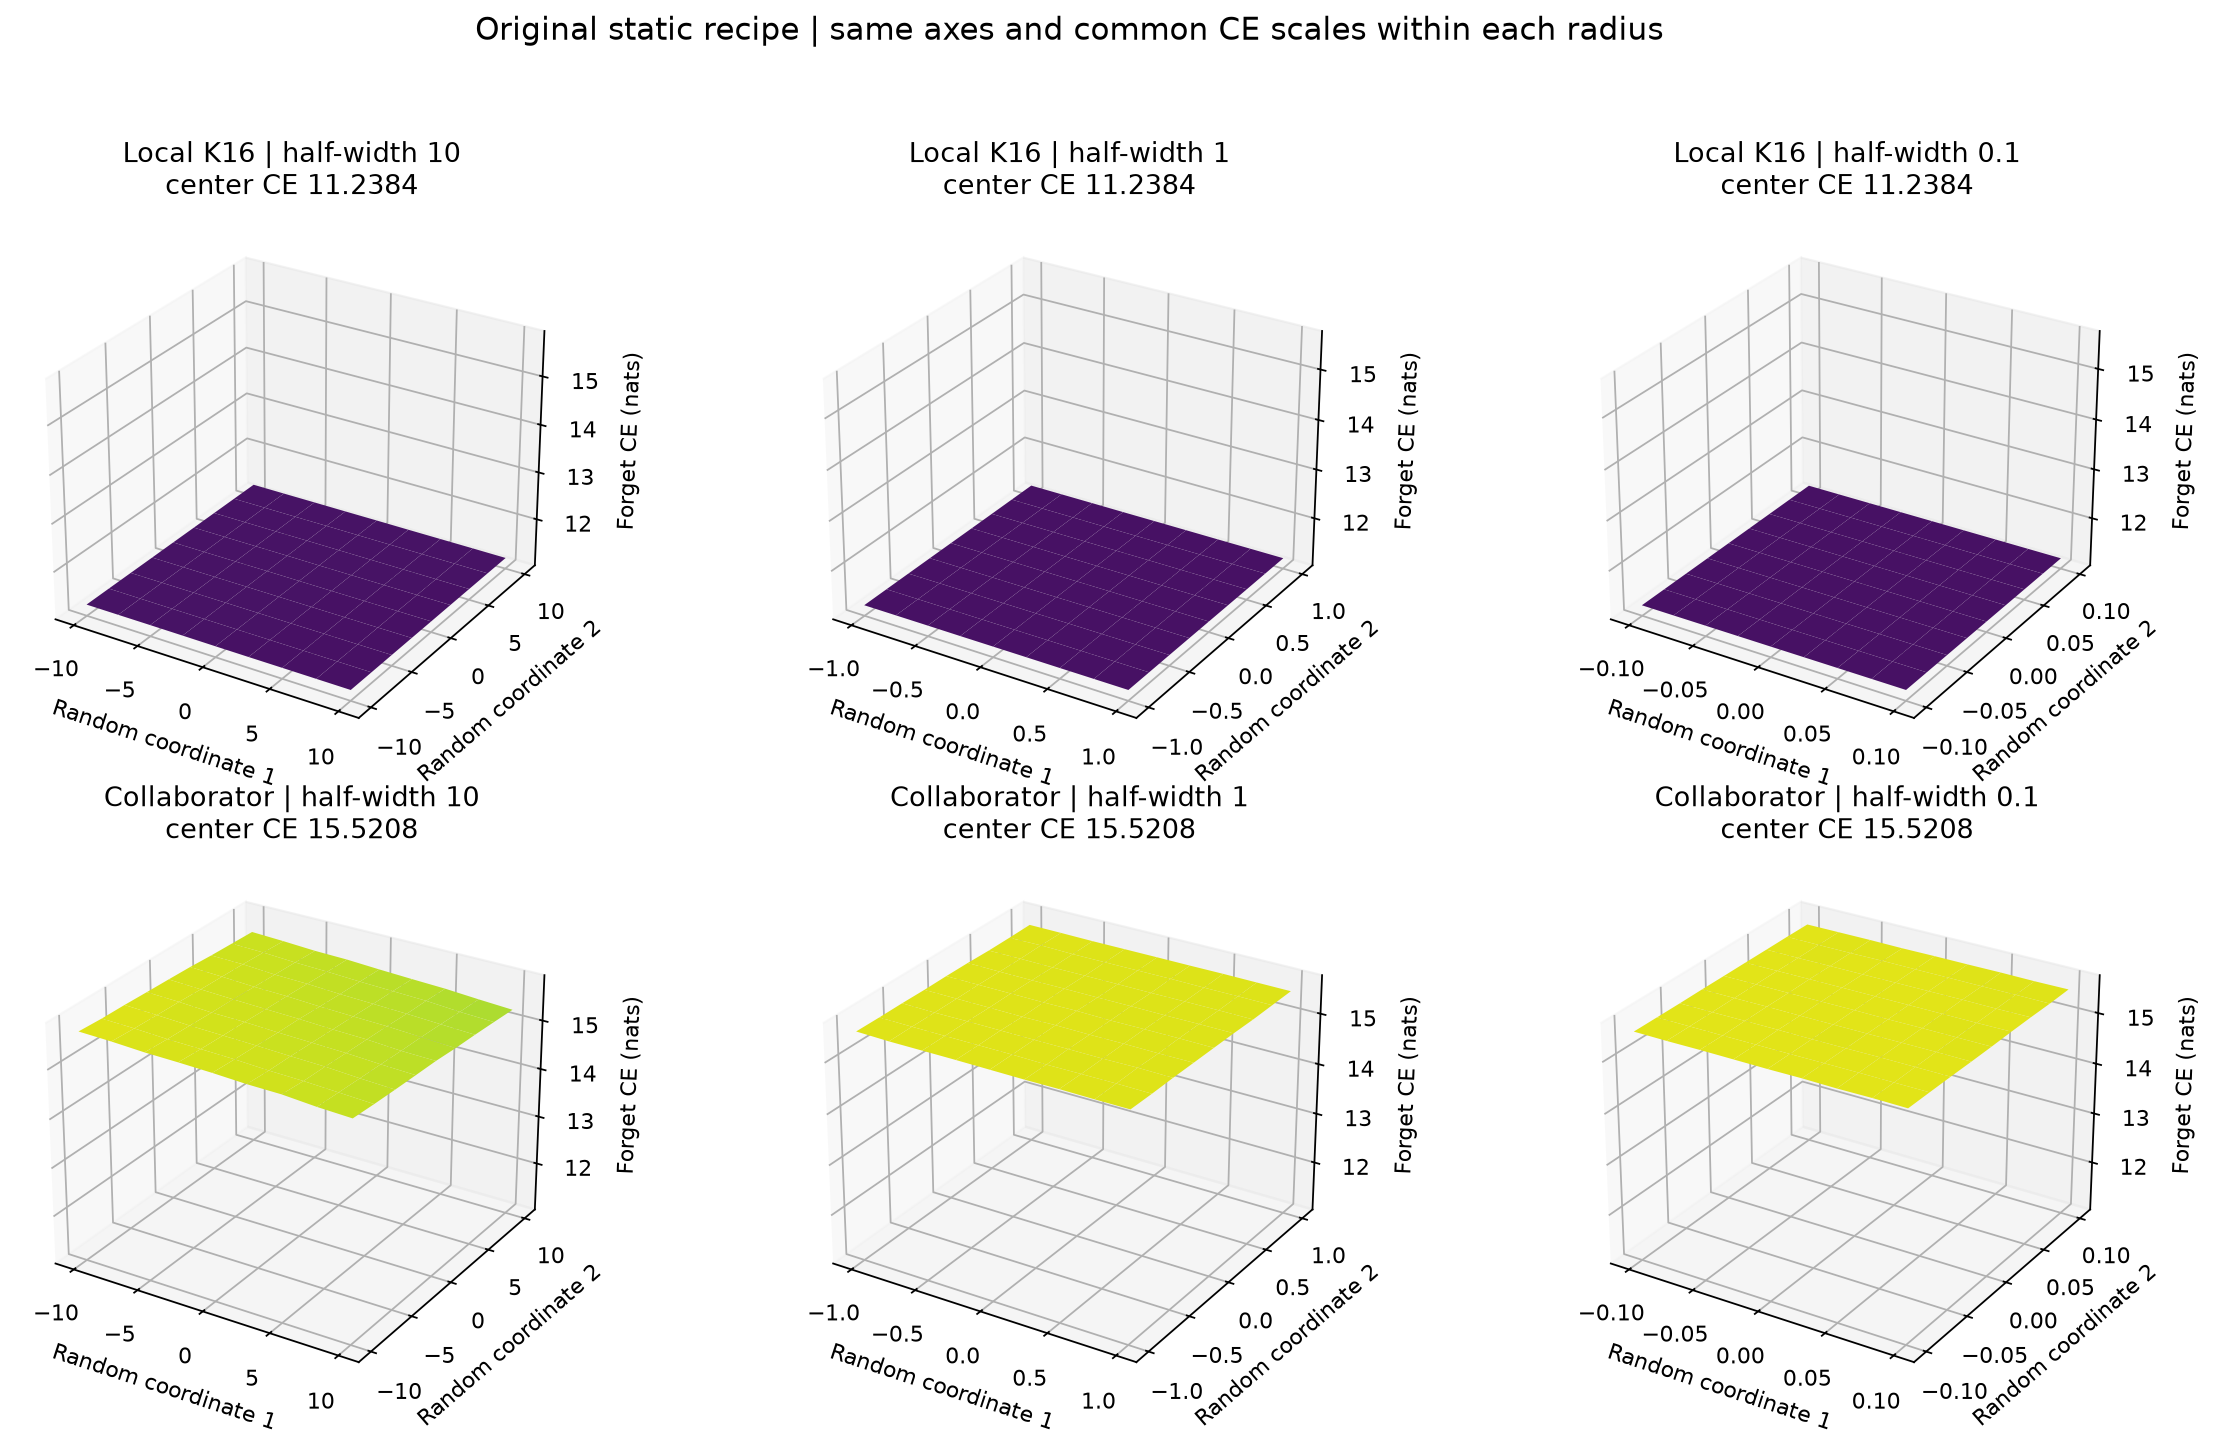 Original static recipe | same axes and common CE scales within each radius
Local K16 | half-width 10
center CE 11.2384
15
14
13
12
Forget CE (nats)
−10
−5
0
5
10
Random coordinate 1
−10
−5
0
5
10
Random coordinate 2
Local K16 | half-width 1
center CE 11.2384
15
14
13
12
Forget CE (nats)
−1.0
−0.5
0.0
0.5
1.0
Random coordinate 1
−1.0
−0.5
0.0
0.5
1.0
Random coordinate 2
Local K16 | half-width 0.1
center CE 11.2384
15
14
13
12
Forget CE (nats)
−0.10
−0.05
0.00
0.05
0.10
Random coordinate 1
−0.10
−0.05
0.00
0.05
0.10
Random coordinate 2
Collaborator | half-width 10
center CE 15.5208
15
14
13
12
Forget CE (nats)
−10
−5
0
5
10
Random coordinate 1
−10
−5
0
5
10
Random coordinate 2
Collaborator | half-width 1
center CE 15.5208
15
14
13
12
Forget CE (nats)
−1.0
−0.5
0.0
0.5
1.0
Random coordinate 1
−1.0
−0.5
0.0
0.5
1.0
Random coordinate 2
Collaborator | half-width 0.1
center CE 15.5208
15
14
13
12
Forget CE (nats)
−0.10
−0.05
0.00
0.05
0.10
Random coordinate 1
−0.10
−0.05
0.00
0.05
0.10
Random coordinate 2